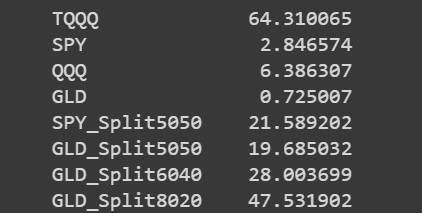 TQQQ 64.310065
SPY 2.846574
QQQ 6.386307
GLD 0.725007
SPY_Split5050 21.589202
GLD_Split5050 19.685032
GLD_Split6040 28.003699
GLD_Split8020 47.531902